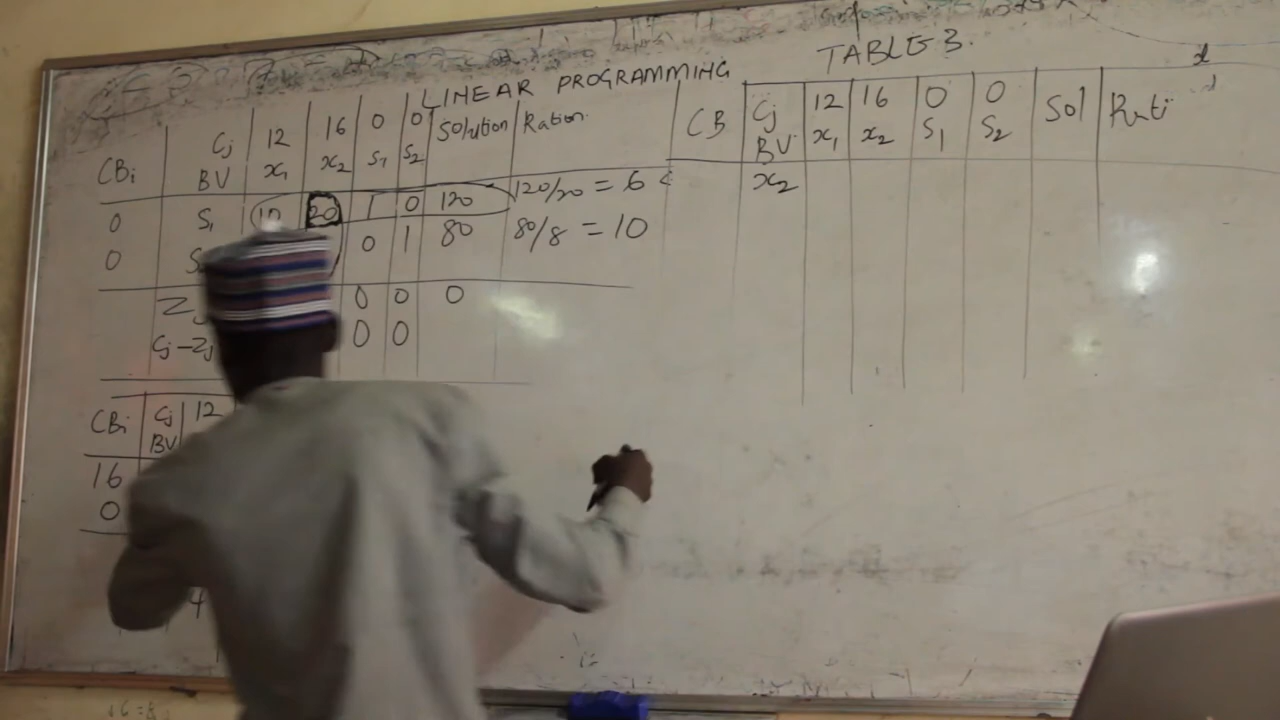 LINEAR PROGRAMMING
Cj 12 16 0 0 Solution Ration
CBi BV x₁ x₂ S₁ S₂
0 S₁ 10 20 1 0 120 120/20 = 6
0 0 1 80 80/8 = 10
Z 0 0 0
Cj-Zj 0 0
CBi Cj 12
BV
16
0
4
TABLE 3.
CB Cj 12 16 0 0 Sol
BV x₁ x₂ S₁ S₂
x₂